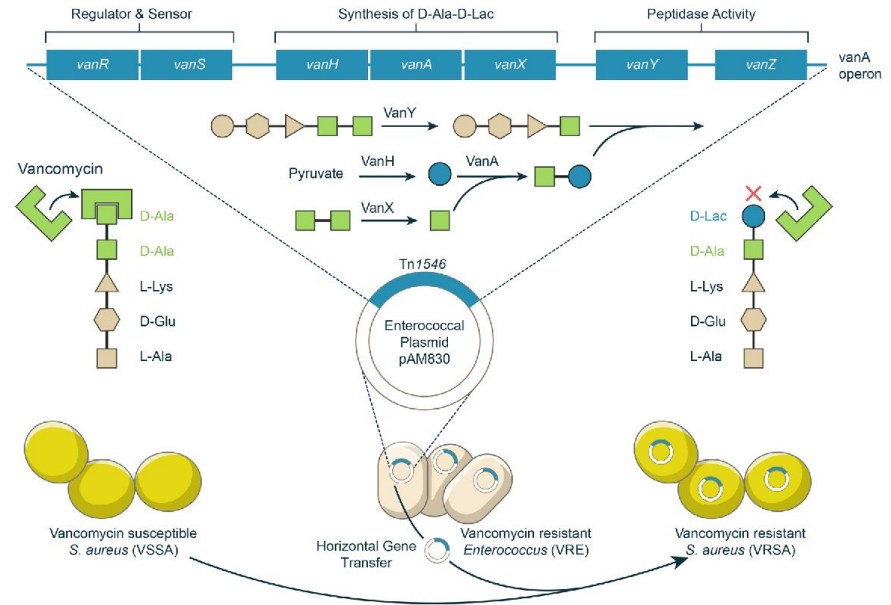 Regulator & Sensor
Synthesis of D-Ala-D-Lac
Peptidase Activity
vanR
vanS
vanH
vanA
vanX
vanY
vanZ
vanA
operon
VanY
Pyruvate
VanH
VanA
VanX
Vancomycin
D-Ala
D-Ala
L-Lys
D-Glu
L-Ala
D-Lac
D-Ala
L-Lys
D-Glu
L-Ala
Tn1546
Enterococcal
Plasmid
pAM830
Vancomycin susceptible
S. aureus (VSSA)
Horizontal Gene
Transfer
Vancomycin resistant
Enterococcus (VRE)
Vancomycin resistant
S. aureus (VRSA)